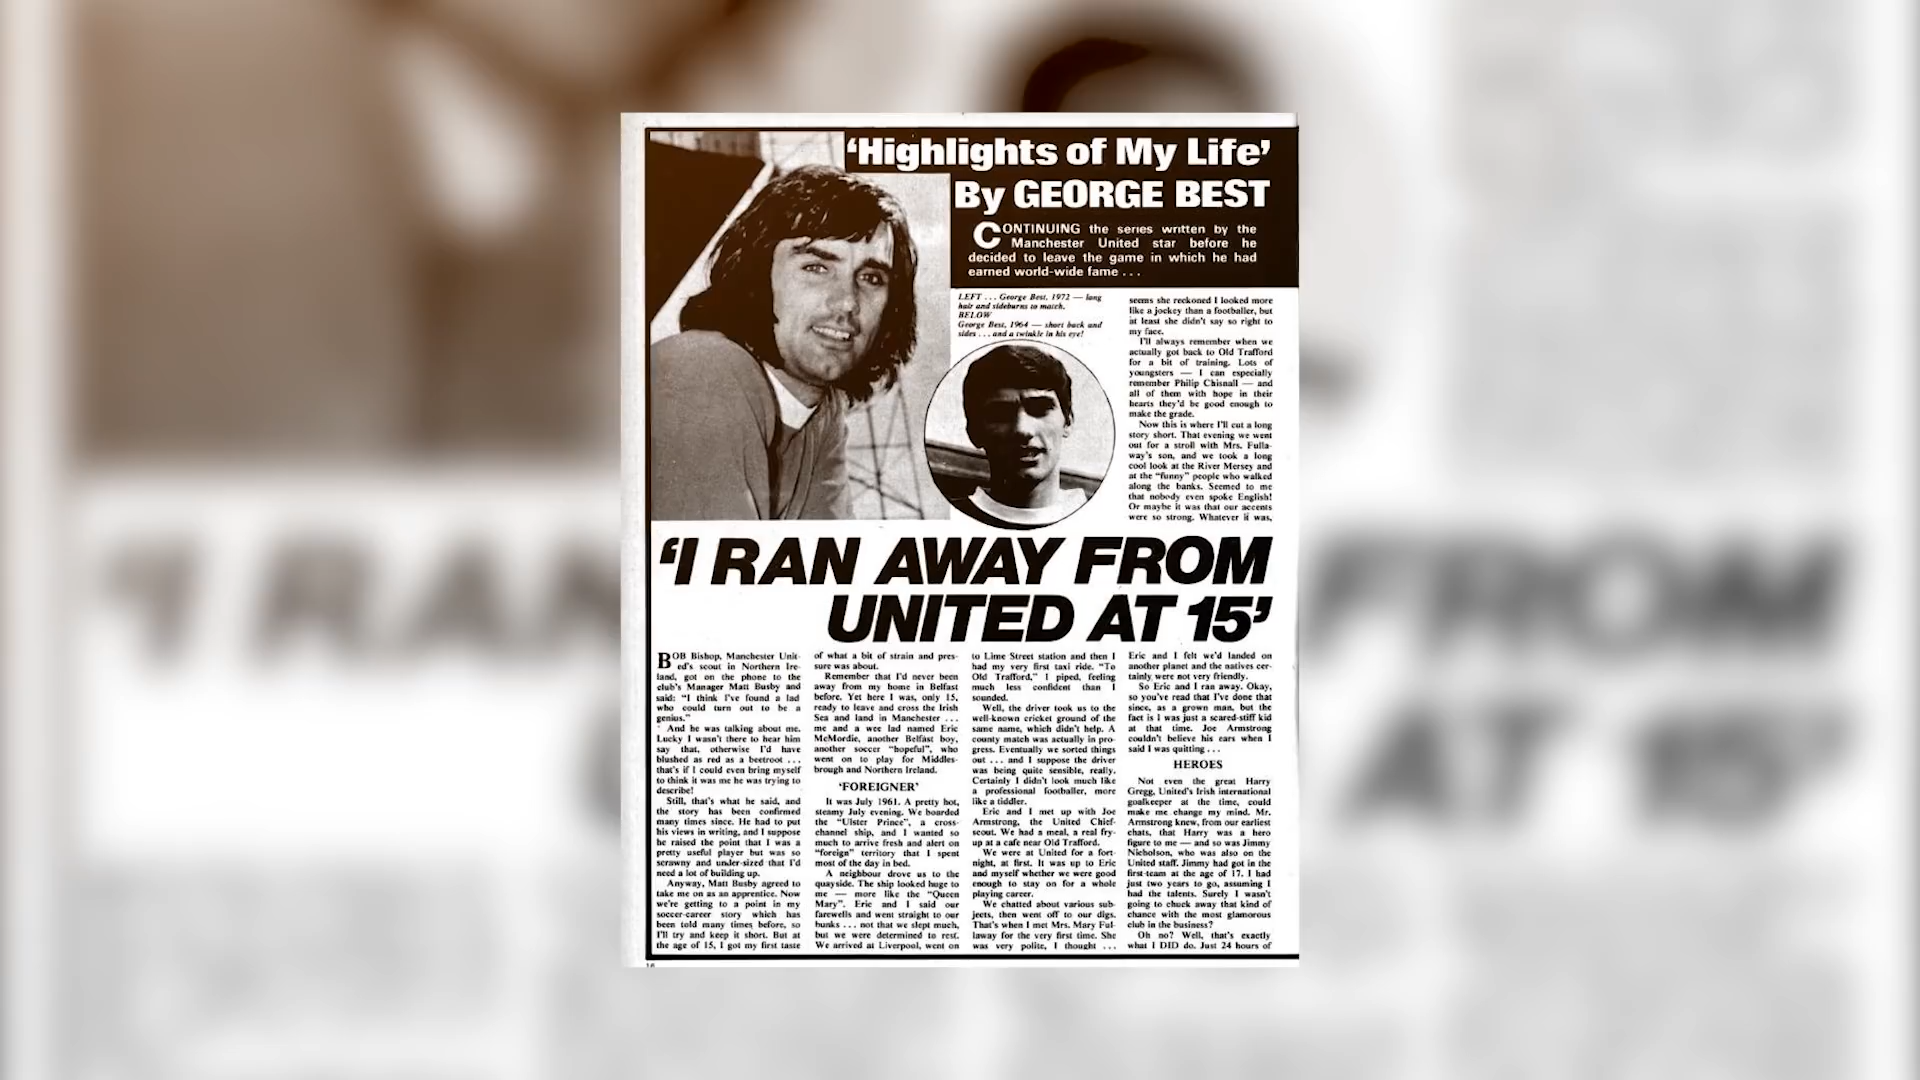 ‘Highlights of My Life’
By GEORGE BEST
CONTINUING the series written by the
Manchester United star before he
decided to leave the game in which he had
earned world-wide fame . . .
LEFT . . . George Best, 1972 — long
hair and sideburns to match.
BELOW
George Best, 1964 — short back and
sides . . . and a twinkle in his eye!
seems she reckoned I looked more
like a jockey than a footballer, but
at least she didn't say so right to
my face.
I'll always remember when we
actually got back to Old Trafford
for a bit of training. Lots of
youngsters — I can especially
remember Philip Chisnall — and
all of them with hope in their
hearts they'd be good enough to
make the grade.
Now this is where I'll cut a long
story short. That evening we went
out for a stroll with Mrs. Fulla-
way's son, and we took a long
cool look at the River Mersey and
at the "funny" people who walked
along the banks. Seemed to me
that nobody even spoke English!
Or maybe it was that our accents
were so strong. Whatever it was,
‘I RAN AWAY FROM
UNITED AT 15’
BOB Bishop, Manchester Unit-
ed's scout in Northern Ire-
land, got on the phone to the
club's Manager Matt Busby and
said: "I think I've found a lad
who could turn out to be a
genius."
And he was talking about me.
Lucky I wasn't there to hear him
say that, otherwise I'd have
blushed as red as a beetroot . . .
that's if I could even bring myself
to think it was me he was trying to
describe!
Still, that's what he said, and
the story has been confirmed
many times since. He had to put
his views in writing, and I suppose
he raised the point that I was a
pretty useful player but was so
scrawny and under-sized that I'd
need a lot of building up.
Anyway, Matt Busby agreed to
take me on as an apprentice. Now
we're getting to a point in my
soccer-career story which has
been told many times before, so
I'll try and keep it short. But at
the age of 15, I got my first taste
of what a bit of strain and pres-
sure was about.
Remember that I'd never been
away from my home in Belfast
before. Yet here I was, only 15,
ready to leave and cross the Irish
Sea and land in Manchester . . .
me and a wee lad named Eric
McMordie, another Belfast boy,
another soccer "hopeful", who
went on to play for Middles-
brough and Northern Ireland.
‘FOREIGNER’
It was July 1961. A pretty hot,
steamy July evening. We boarded
the "Ulster Prince", a cross-
channel ship, and I wanted so
much to arrive fresh and alert on
"foreign" territory that I spent
most of the day in bed.
A neighbour drove us to the
quayside. The ship looked huge to
me — more like the "Queen
Mary". Eric and I said our
farewells and went straight to our
bunks . . . not that we slept much,
but we were determined to rest.
We arrived at Liverpool, went on
to Lime Street station and then I
had my very first taxi ride. "To
Old Trafford," I piped, feeling
much less confident than I
sounded.
Well, the driver took us to the
well-known cricket ground of the
same name, which didn't help. A
county match was actually in pro-
gress. Eventually we sorted things
out . . . and I suppose the driver
was being quite sensible, really.
Certainly I didn't look much like
a professional footballer, more
like a tiddler.
Eric and I met up with Joe
Armstrong, the United Chief-
scout. We had a meal, a real fry-
up at a cafe near Old Trafford.
We were at United for a fort-
night, at first. It was up to Eric
and myself whether we were good
enough to stay on for a whole
playing career.
We chatted about various sub-
jects, then went off to our digs.
That's when I met Mrs. Mary Ful-
laway for the very first time. She
was very polite, I thought . . .
Eric and I felt we'd landed on
another planet and the natives cer-
tainly were not very friendly.
So Eric and I ran away. Okay,
so you've read that I've done that
since, as a grown man, but the
fact is I was just a scared-stiff kid
at that time. Joe Armstrong
couldn't believe his ears when I
said I was quitting . . .
HEROES
Not even the great Harry
Gregg, United's Irish international
goalkeeper at the time, could
make me change my mind. Mr.
Armstrong knew, from our earliest
chats, that Harry was a hero
figure to me — and so was Jimmy
Nicholson, who was also on the
United staff. Jimmy had got in the
first-team at the age of 17. I had
just two years to go, assuming I
had the talents. Surely I wasn't
going to chuck away that kind of
chance with the most glamorous
club in the business?
Oh no? Well, that's exactly
what I DID do. Just 24 hours of